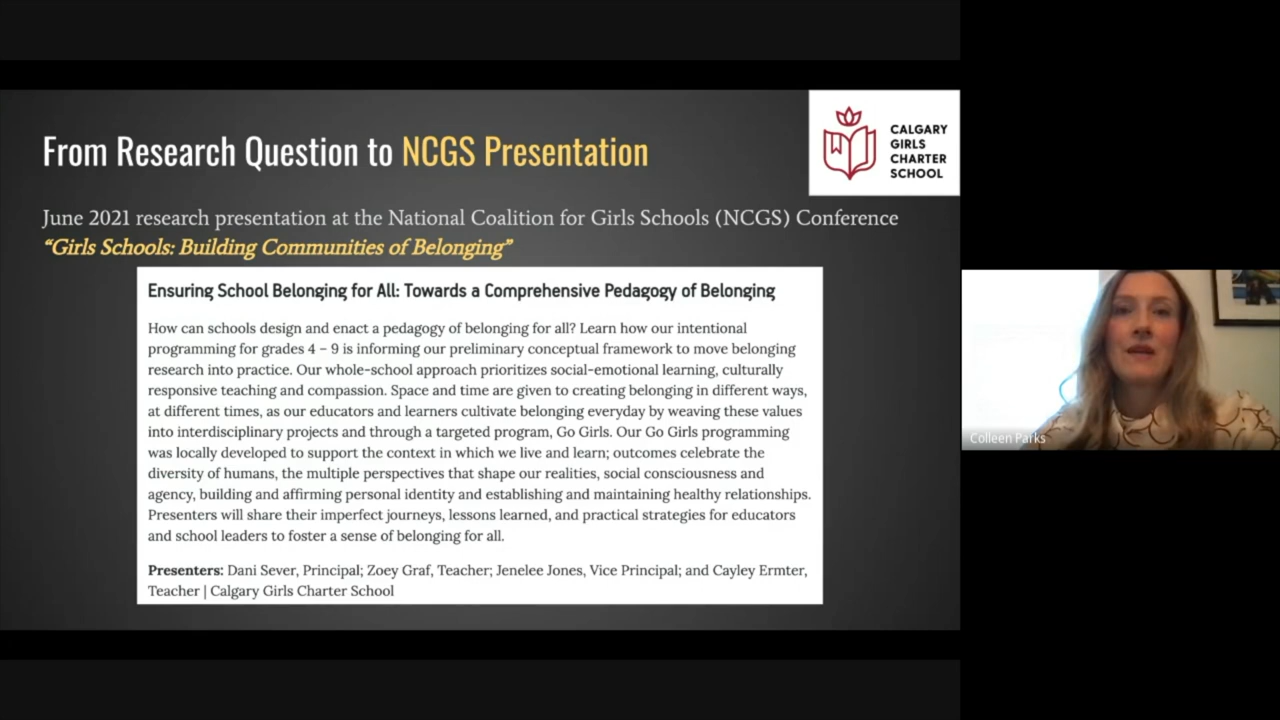 From Research Question to NCGS Presentation
CALGARY
GIRLS
CHARTER
SCHOOL
June 2021 research presentation at the National Coalition for Girls Schools (NCGS) Conference
“Girls Schools: Building Communities of Belonging”
Ensuring School Belonging for All: Towards a Comprehensive Pedagogy of Belonging
How can schools design and enact a pedagogy of belonging for all? Learn how our intentional
programming for grades 4 – 9 is informing our preliminary conceptual framework to move belonging
research into practice. Our whole-school approach prioritizes social-emotional learning, culturally
responsive teaching and compassion. Space and time are given to creating belonging in different ways,
at different times, as our educators and learners cultivate belonging everyday by weaving these values
into interdisciplinary projects and through a targeted program, Go Girls. Our Go Girls programming
was locally developed to support the context in which we live and learn; outcomes celebrate the
diversity of humans, the multiple perspectives that shape our realities, social consciousness and
agency, building and affirming personal identity and establishing and maintaining healthy relationships.
Presenters will share their imperfect journeys, lessons learned, and practical strategies for educators
and school leaders to foster a sense of belonging for all.
Presenters: Dani Sever, Principal; Zoey Graf, Teacher; Jenelee Jones, Vice Principal; and Cayley Ermter,
Teacher | Calgary Girls Charter School
Colleen Parks